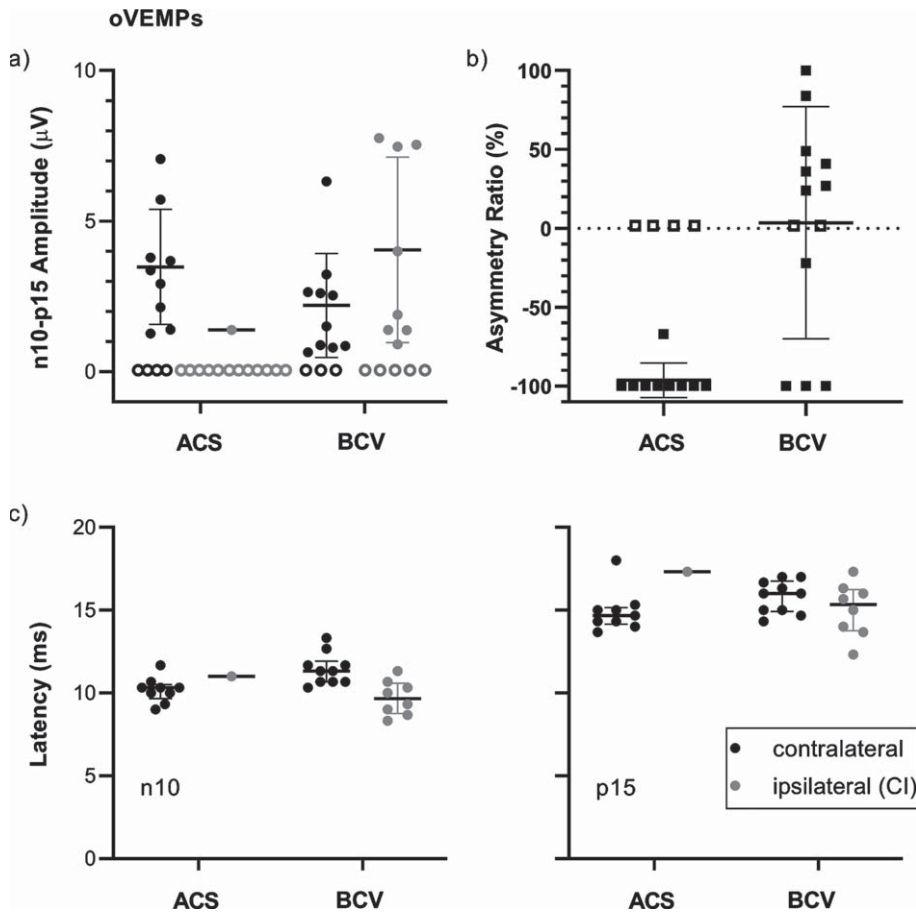 oVEMPs
a)
10
5
0
n10-p15 Amplitude (µV)
ACS
BCV
b)
100
50
0
-50
-100
Asymmetry Ratio (%)
ACS
BCV
c)
20
15
10
5
0
Latency (ms)
n10
ACS
BCV
p15
ACS
BCV
contralateral
ipsilateral (CI)